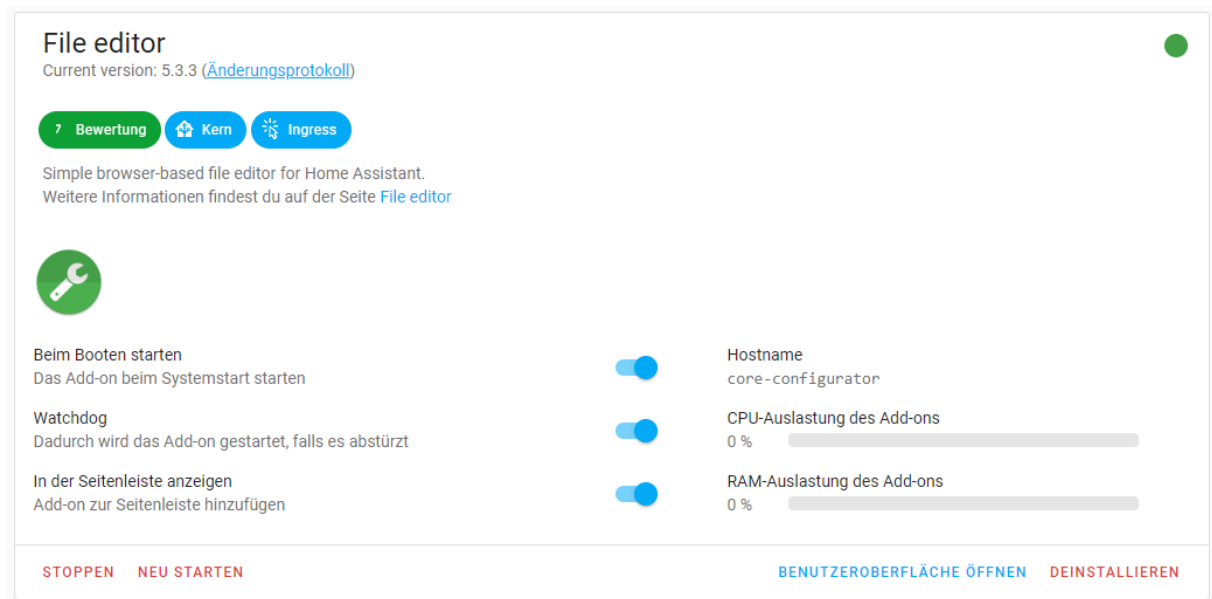 File editor
Current version: 5.3.3 (Änderungsprotokoll)
7 Bewertung Kern Ingress
Simple browser-based file editor for Home Assistant.
Weitere Informationen findest du auf der Seite File editor
Beim Booten starten
Das Add-on beim Systemstart starten
Hostname
core-configurator
Watchdog
Dadurch wird das Add-on gestartet, falls es abstürzt
CPU-Auslastung des Add-ons
0 %
In der Seitenleiste anzeigen
Add-on zur Seitenleiste hinzufügen
RAM-Auslastung des Add-ons
0 %
STOPPEN NEU STARTEN BENUTZEROBERFLÄCHE ÖFFNEN DEINSTALLIEREN